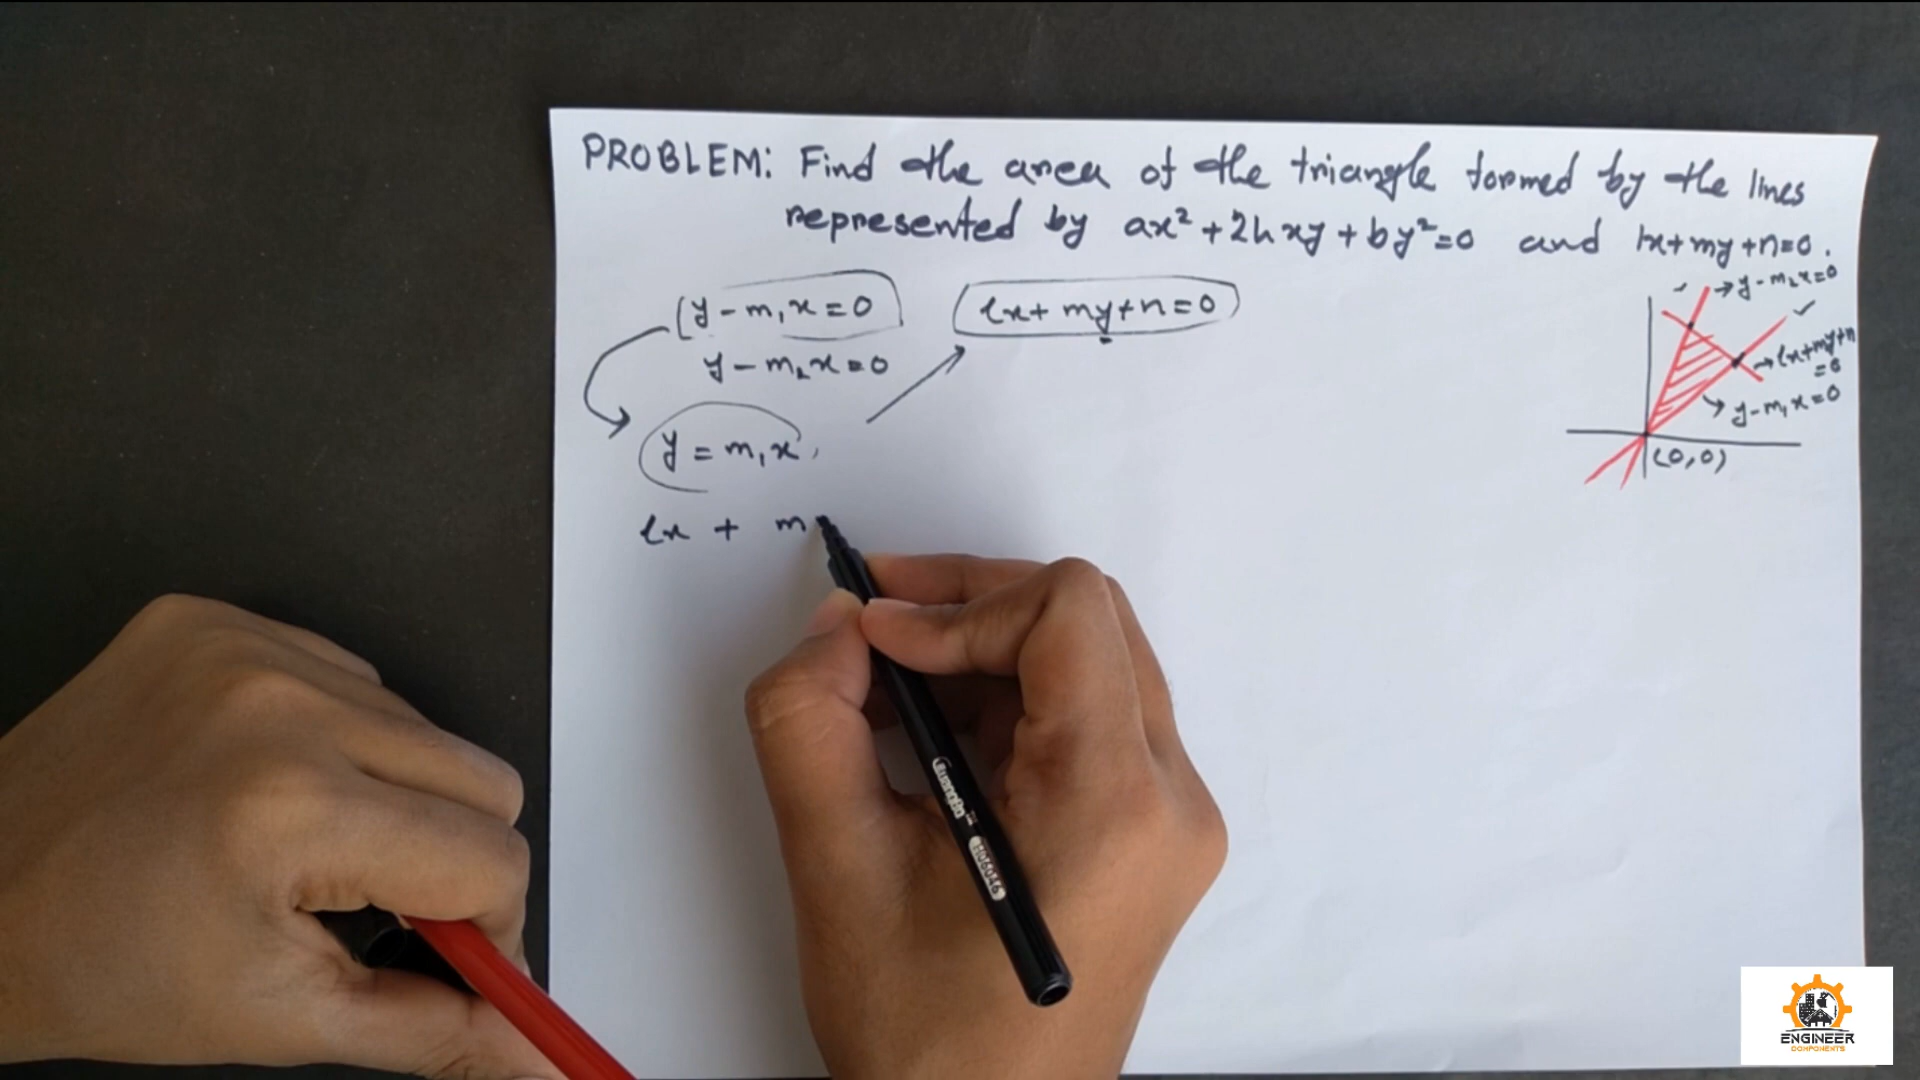 PROBLEM: Find the area of the triangle formed by the lines
represented by ax²+2hxy+by²=0 and lx+my+n=0.
y-m₁x=0
lx+my+n=0
y-m₂x=0
y=m₁x,
lx + m
y-m₂x=0
lx+my+n
=0
y-m₁x=0
(0,0)
GuangBo
H06046
ENGINEER
COMPONENTS